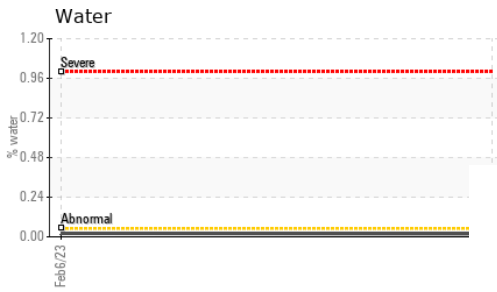 Water
1.20
Severe
0.96
0.72
% water
0.48
0.24
Abnormal
0.00
Feb6/23